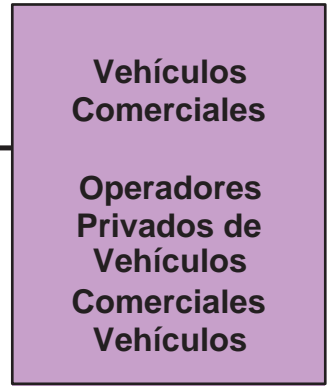 Vehículos
Comerciales
Operadores
Privados de
Vehículos
Comerciales
Vehículos